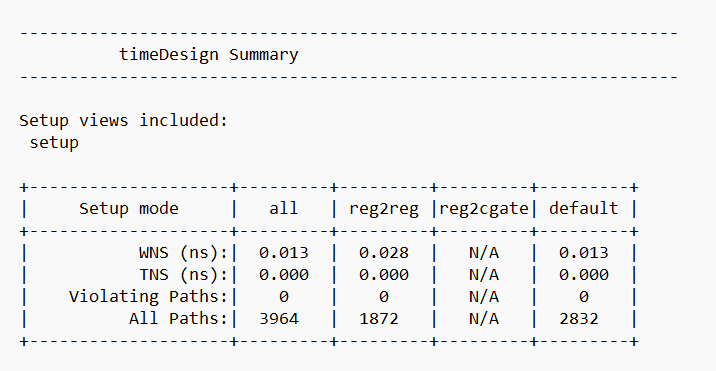 ------------------------------------------------------------------
          timeDesign Summary
------------------------------------------------------------------

Setup views included:
 setup

+--------------------+---------+---------+---------+---------+
|     Setup mode     |   all   | reg2reg |reg2cgate| default |
+--------------------+---------+---------+---------+---------+
|           WNS (ns):|  0.013  |  0.028  |   N/A   |  0.013  |
|           TNS (ns):|  0.000  |  0.000  |   N/A   |  0.000  |
|    Violating Paths:|    0    |    0    |   N/A   |    0    |
|          All Paths:|  3964   |  1872   |   N/A   |  2832   |
+--------------------+---------+---------+---------+---------+